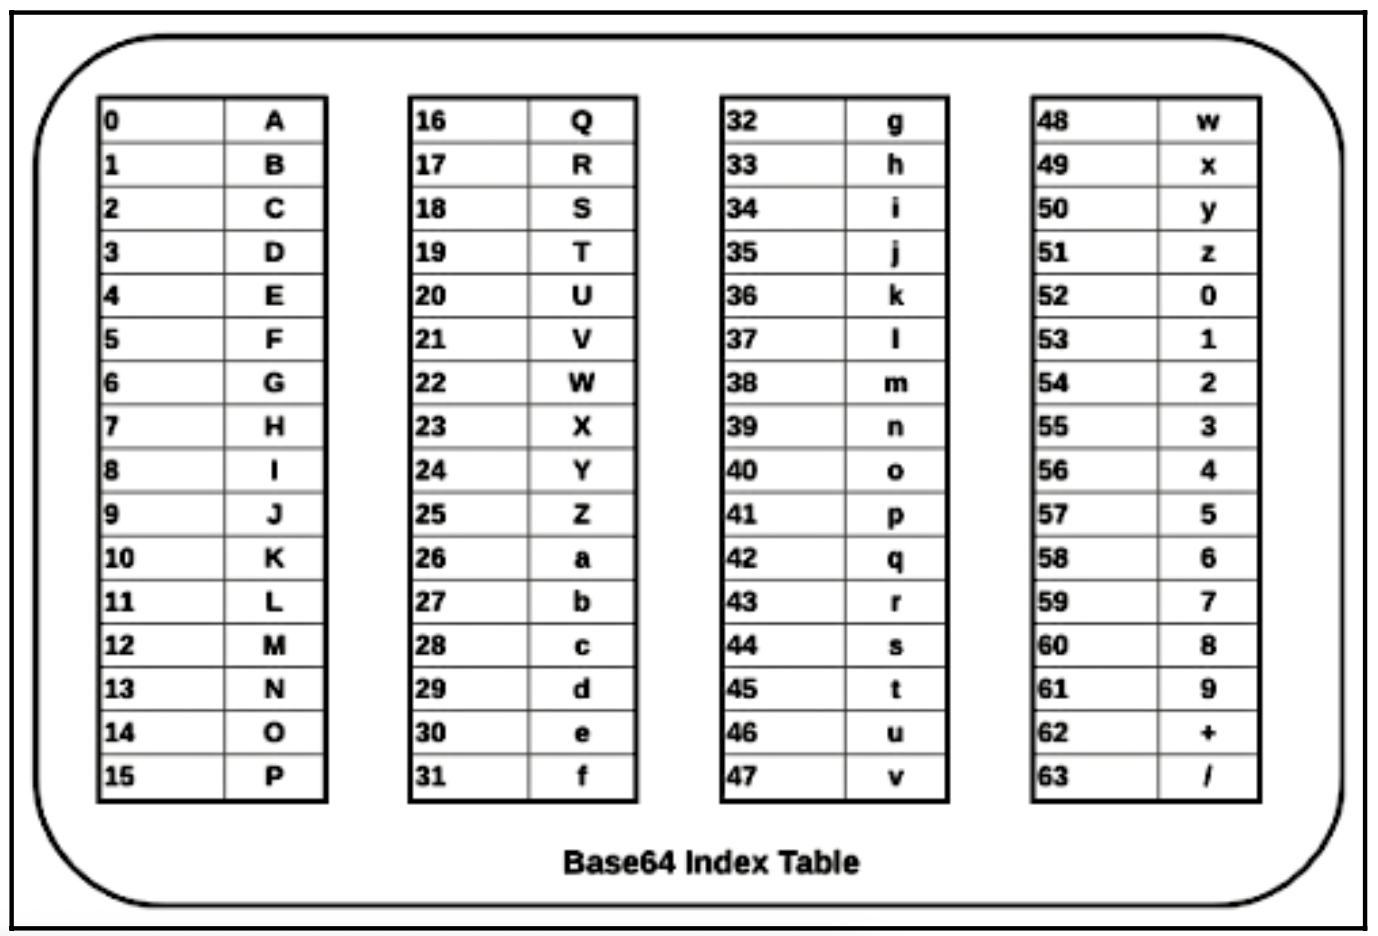 0 A 16 Q 32 g 48 w
1 B 17 R 33 h 49 x
2 C 18 S 34 i 50 y
3 D 19 T 35 j 51 z
4 E 20 U 36 k 52 0
5 F 21 V 37 l 53 1
6 G 22 W 38 m 54 2
7 H 23 X 39 n 55 3
8 I 24 Y 40 o 56 4
9 J 25 Z 41 p 57 5
10 K 26 a 42 q 58 6
11 L 27 b 43 r 59 7
12 M 28 c 44 s 60 8
13 N 29 d 45 t 61 9
14 O 30 e 46 u 62 +
15 P 31 f 47 v 63 /
Base64 Index Table